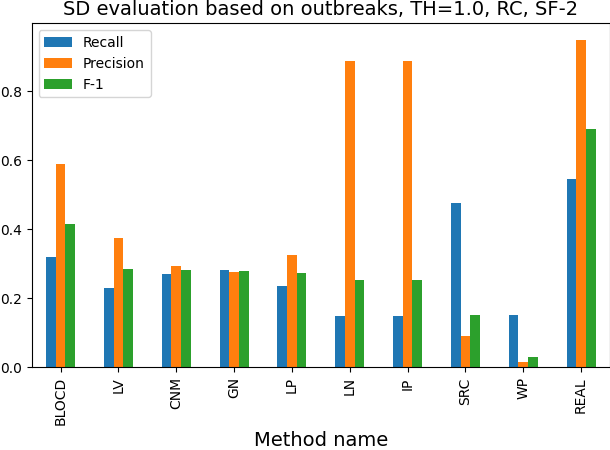 SD evaluation based on outbreaks, TH=1.0, RC, SF-2
Recall
Precision
F-1
0.8
0.6
0.4
0.2
0.0
BLOCD
LV
CNM
GN
LP
LN
IP
SRC
WP
REAL
Method name